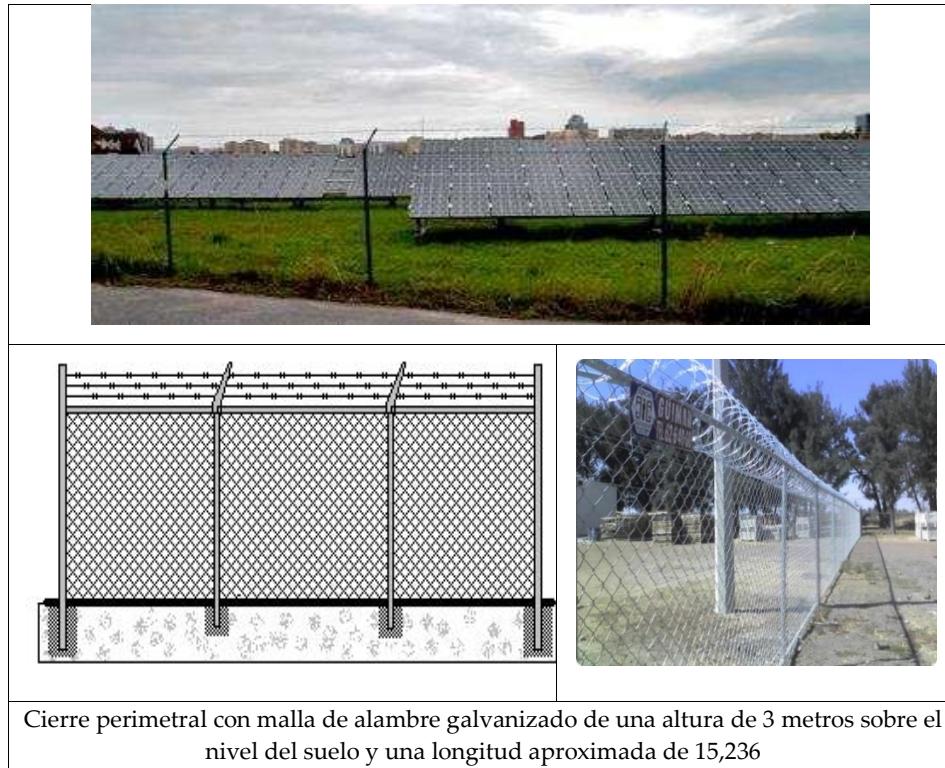 Cierre perimetral con malla de alambre galvanizado de una altura de 3 metros sobre el
nivel del suelo y una longitud aproximada de 15,236